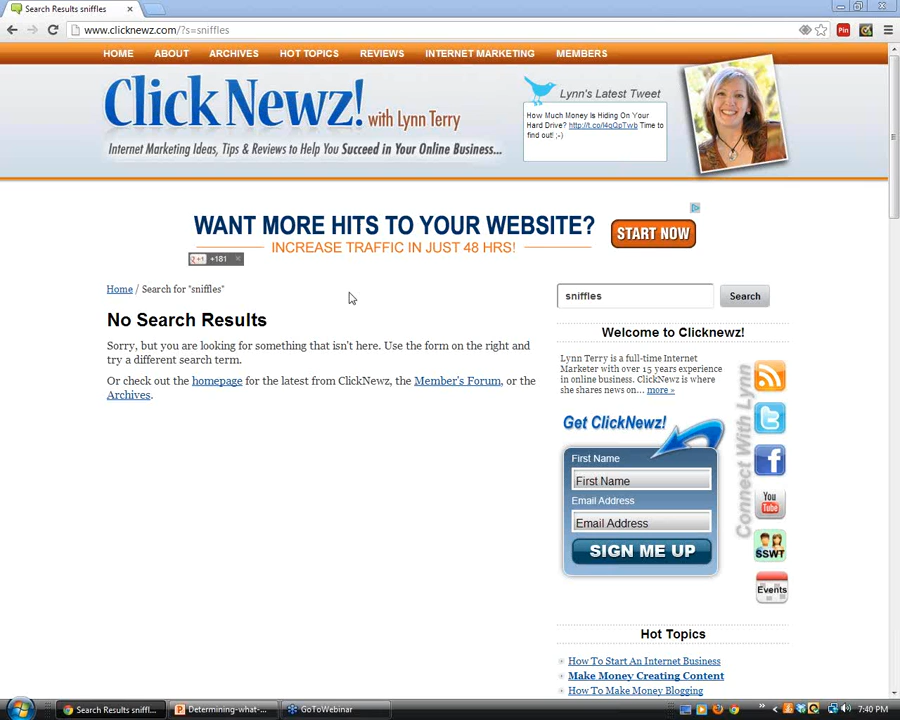 Search Results sniffles
www.clicknewz.com/?s=sniffles
HOME ABOUT ARCHIVES HOT TOPICS REVIEWS INTERNET MARKETING MEMBERS
ClickNewz! with Lynn Terry
Internet Marketing Ideas, Tips & Reviews to Help You Succeed in Your Online Business...
Lynn's Latest Tweet
How Much Money Is Hiding On Your
Hard Drive? http://t.co/4qQpTwb Time to
find out! ;-)
WANT MORE HITS TO YOUR WEBSITE?
INCREASE TRAFFIC IN JUST 48 HRS!
START NOW
+181
Home / Search for "sniffles"
No Search Results
Sorry, but you are looking for something that isn't here. Use the form on the right and
try a different search term.
Or check out the homepage for the latest from ClickNewz, the Member's Forum, or the
Archives.
sniffles
Search
Welcome to Clicknewz!
Lynn Terry is a full-time Internet
Marketer with over 15 years experience
in online business. ClickNewz is where
she shares news on... more »
Get ClickNewz!
First Name
First Name
Email Address
Email Address
SIGN ME UP
Connect With Lynn
You
Tube
SSWT
Events
Hot Topics
How To Start An Internet Business
Make Money Creating Content
How To Make Money Blogging
Search Results sniffl...
Determining-what-...
GoToWebinar
7:40 PM